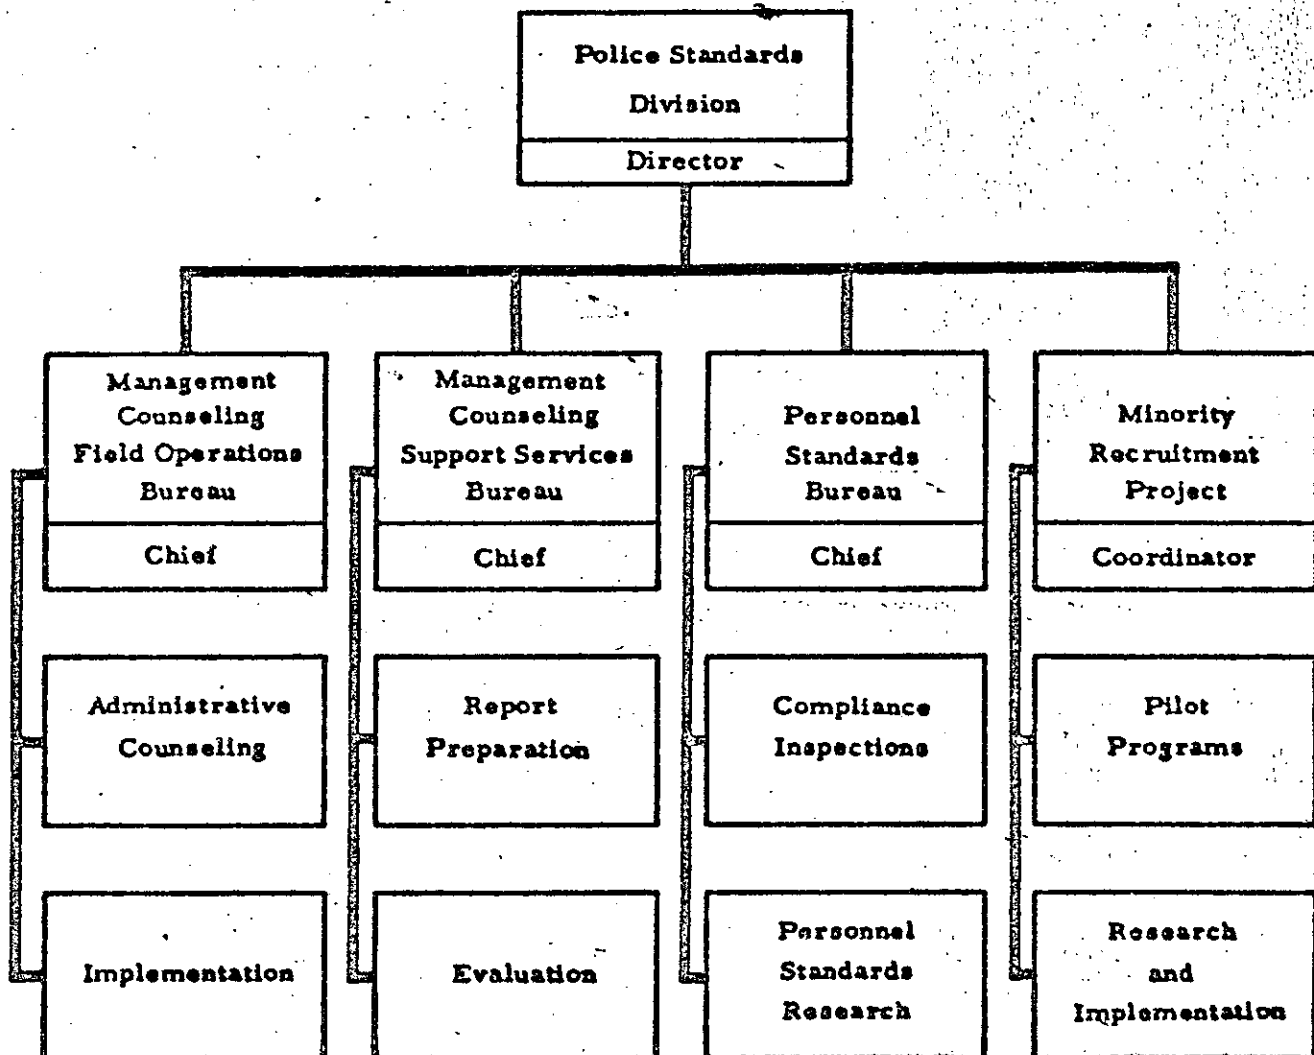 Police Standards
Division
Director
Management
Counseling
Field Operations
Bureau
Chief
Management
Counseling
Support Services
Bureau
Chief
Personnel
Standards
Bureau
Chief
Minority
Recruitment
Project
Coordinator
Administrative
Counseling
Report
Preparation
Compliance
Inspections
Pilot
Programs
Implementation
Evaluation
Personnel
Standards
Research
Research
and
Implementation